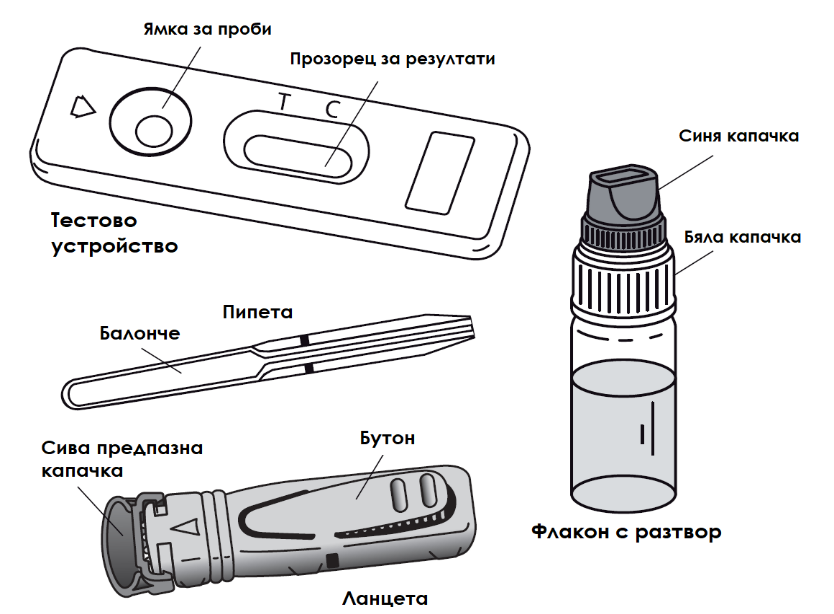 Ямка за проби
Прозорец за резултати
T C
Тестово
устройство
Синя капачка
Бяла капачка
Пипета
Балонче
Сива предпазна
капачка
Бутон
Флакон с разтвор
Ланцета